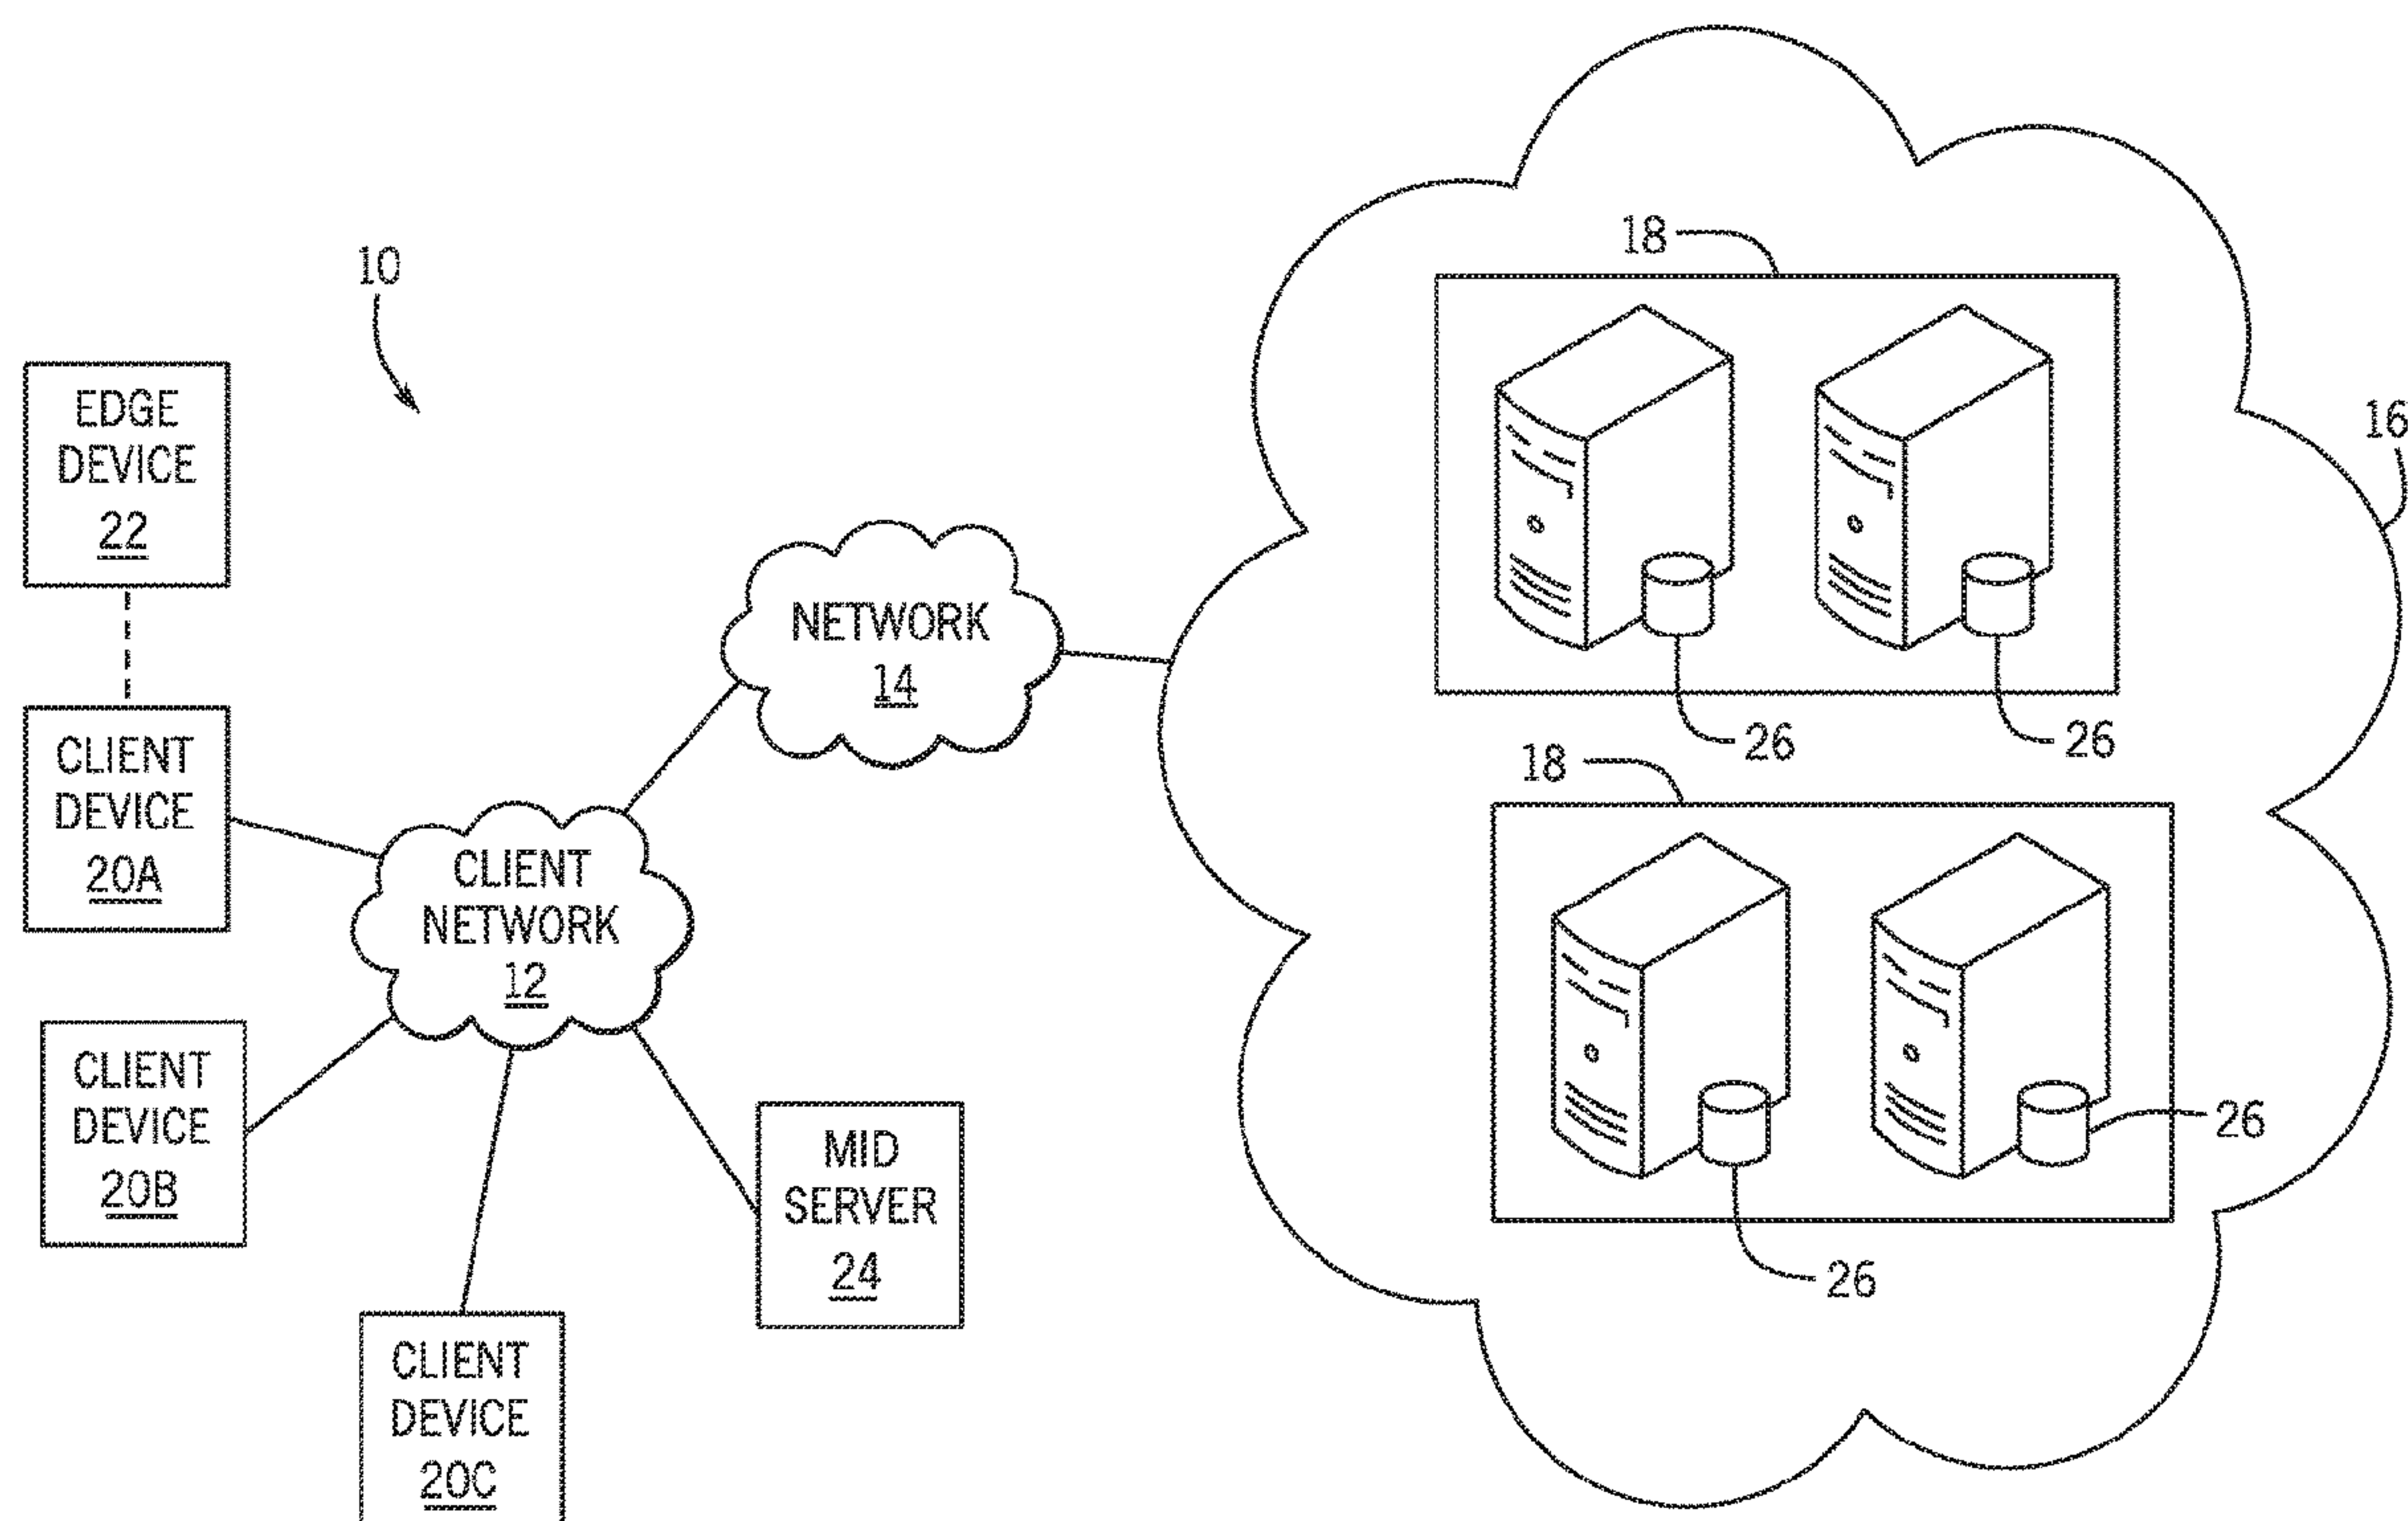 10
EDGE
DEVICE
22
CLIENT
DEVICE
20A
CLIENT
DEVICE
20B
CLIENT
DEVICE
20C
CLIENT
NETWORK
12
MID
SERVER
24
NETWORK
14
16
18
26
26
18
26
26